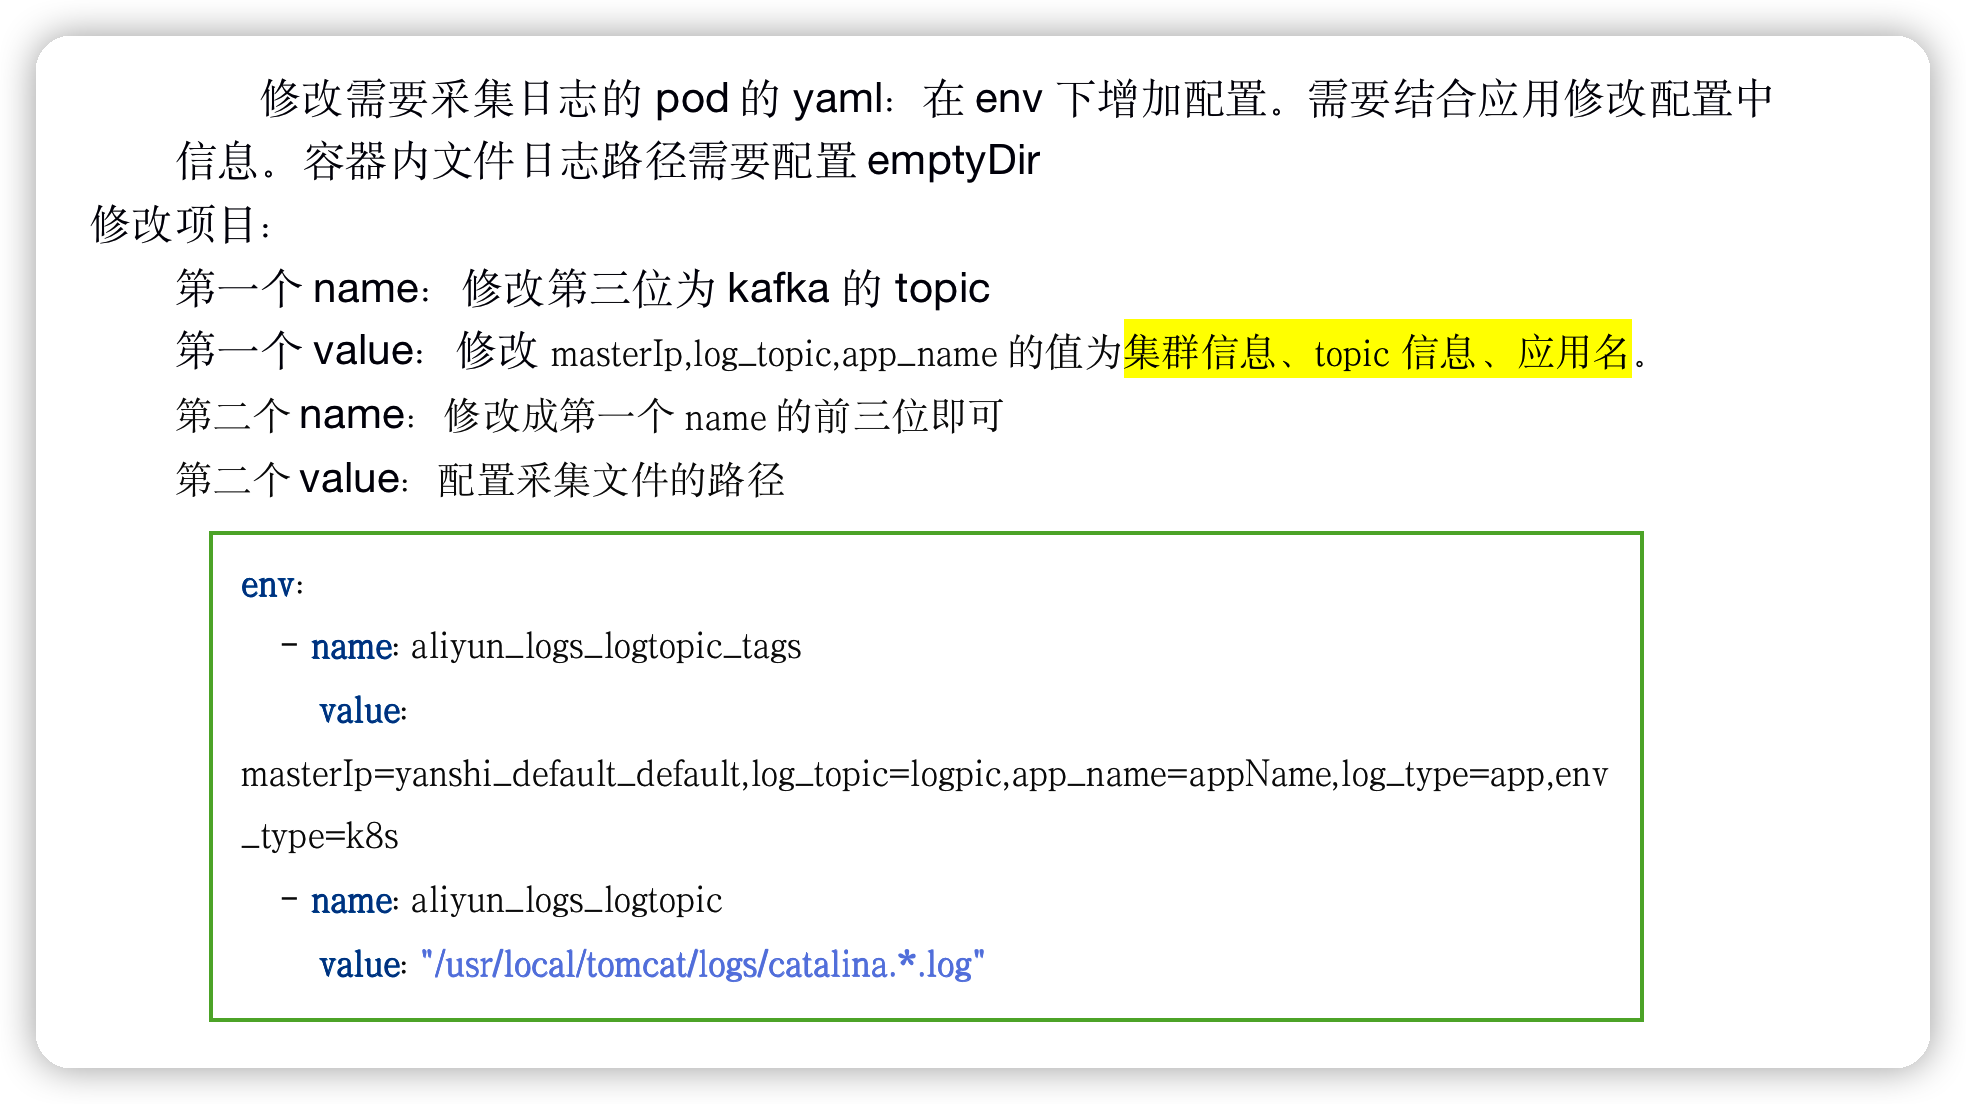 修改需要采集日志的 pod 的 yaml：在 env 下增加配置。需要结合应用修改配置中
信息。容器内文件日志路径需要配置 emptyDir
修改项目：
第一个 name： 修改第三位为 kafka 的 topic
第一个 value： 修改 masterIp,log_topic,app_name 的值为集群信息、topic 信息、应用名。
第二个 name： 修改成第一个 name 的前三位即可
第二个 value： 配置采集文件的路径
env:
- name: aliyun_logs_logtopic_tags
value:
masterIp=yanshi_default_default,log_topic=logpic,app_name=appName,log_type=app,env
_type=k8s
- name: aliyun_logs_logtopic
value: "/usr/local/tomcat/logs/catalina.*.log"